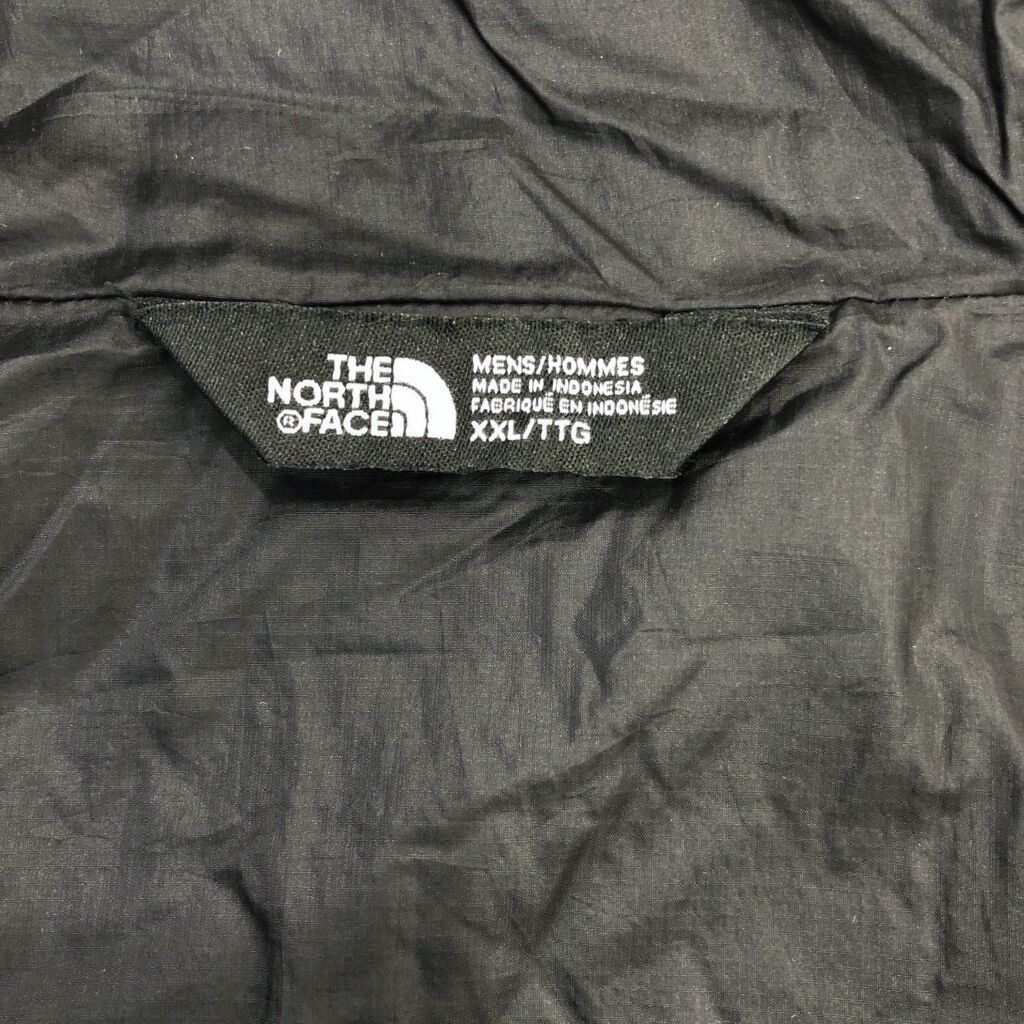 THE
NORTH
®FACE
MENS/HOMMES
MADE IN INDONESIA
FABRIQUÉ EN INDONÉSIE
XXL/TTG